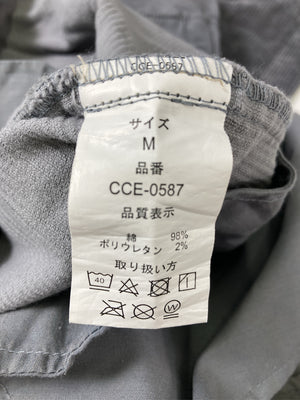 CCE-0587
サイズ
M
品番
CCE-0587
品質表示
綿 98%
ポリウレタン 2%
取り扱い方
40
W